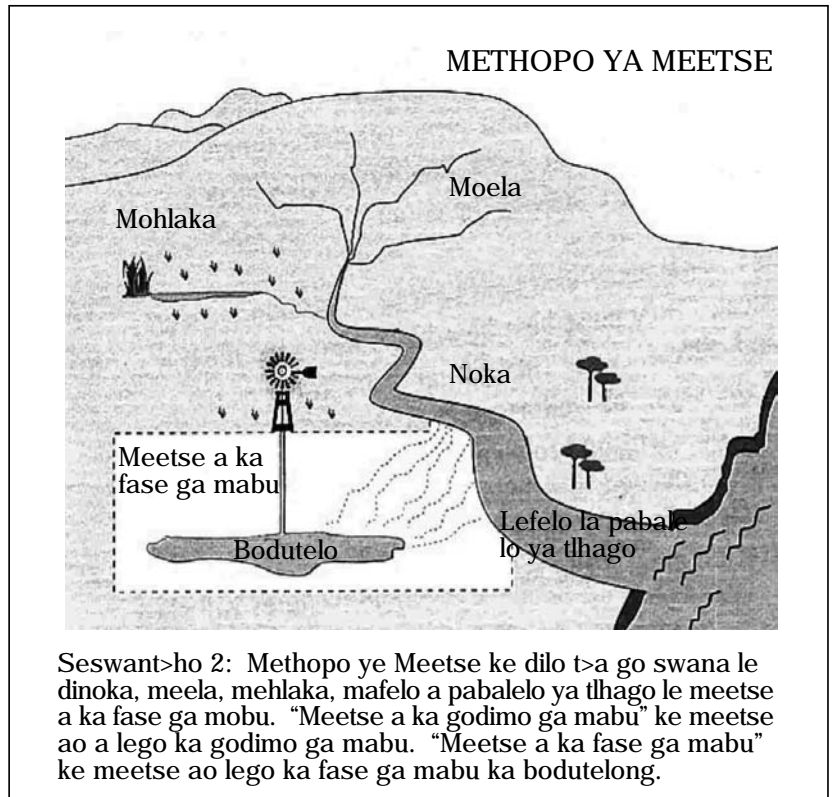 METHOPO YA MEETSE
Moela
Mohlaka
Noka
Meetse a ka
fase ga mabu
Bodutelo
Lefelo la pabale
lo ya tlhago
Seswant>ho 2: Methopo ye Meetse ke dilo t>a go swana le
dinoka, meela, mehlaka, mafelo a pabalelo ya tlhago le meetse
a ka fase ga mobu. “Meetse a ka godimo ga mabu” ke meetse
ao a lego ka godimo ga mabu. “Meetse a ka fase ga mabu”
ke meetse ao lego ka fase ga mabu ka bodutelong.